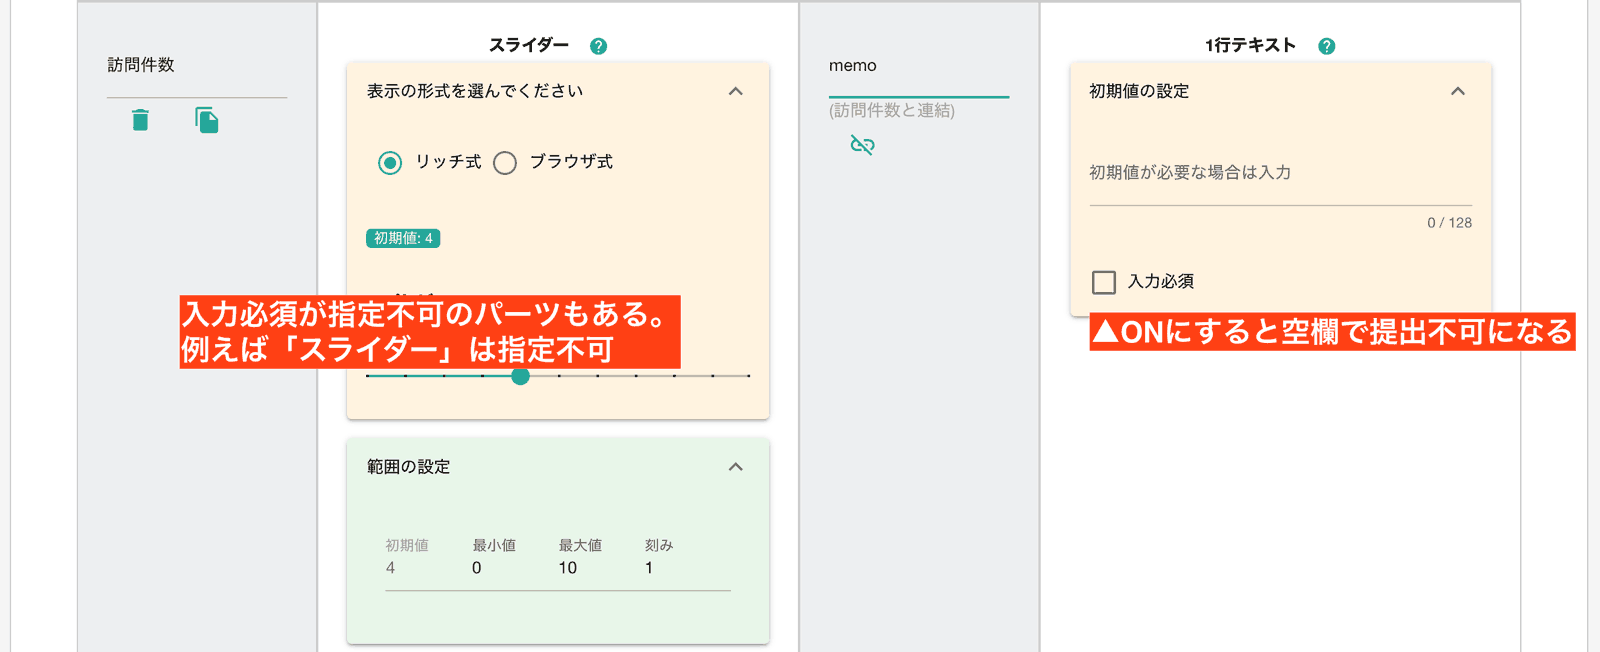 訪問件数
スライダー ?
表示の形式を選んでください
リッチ式 ブラウザ式
初期値: 4
入力必須が指定不可のパーツもある。
例えば「スライダー」は指定不可
範囲の設定
初期値 最小値 最大値 刻み
4 0 10 1
memo
(訪問件数と連結)
1行テキスト ?
初期値の設定
初期値が必要な場合は入力
0 / 128
入力必須
▲ONにすると空欄で提出不可になる